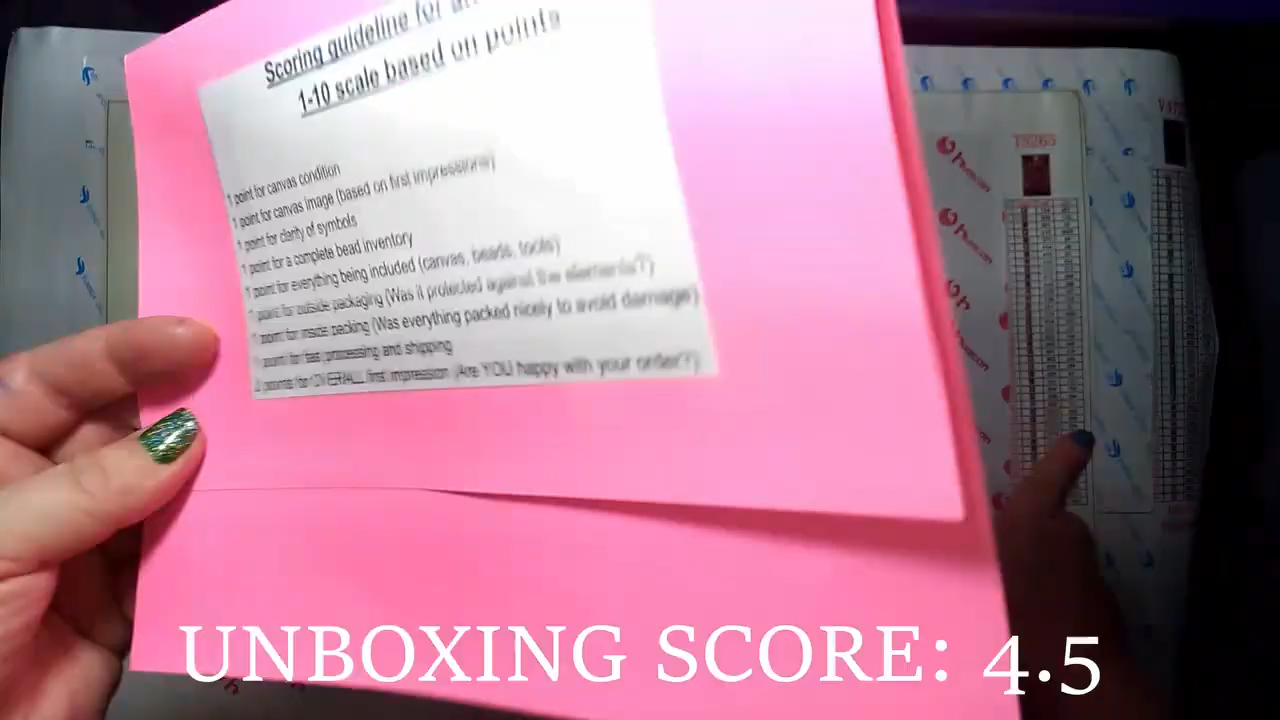 Scoring guideline for
1-10 scale based on points
1 point for canvas condition
1 point for canvas image (based on first impressions)
1 point for clarity of symbols
1 point for a complete bead inventory
1 point for everything being included (canvas, beads, tools)
1 point for outside packaging (Was it protected against the elements?)
1 point for inside packing (Was everything packed nicely to avoid damage)
1 point for fast processing and shipping
points for OVERALL first impression (Are YOU happy with your order?)
UNBOXING SCORE: 4.5